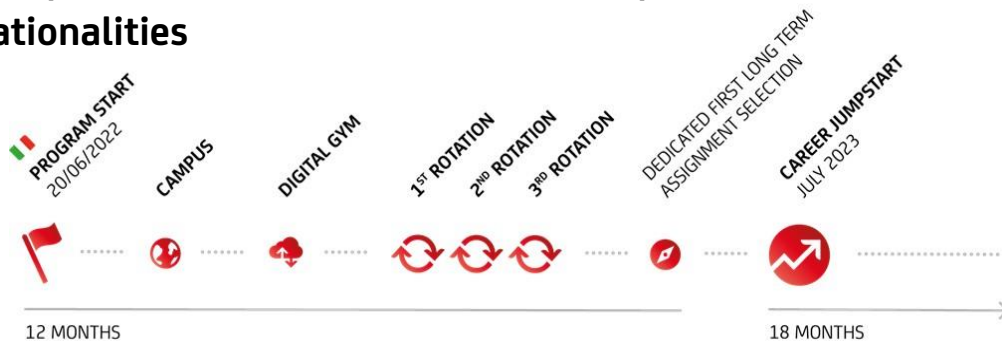 ationalities
PROGRAM START
20/06/2022
CAMPUS
DIGITAL GYM
1ST ROTATION
2ND ROTATION
3RD ROTATION
DEDICATED FIRST LONG TERM
ASSIGNMENT SELECTION
CAREER JUMPSTART
JULY 2023
12 MONTHS
18 MONTHS